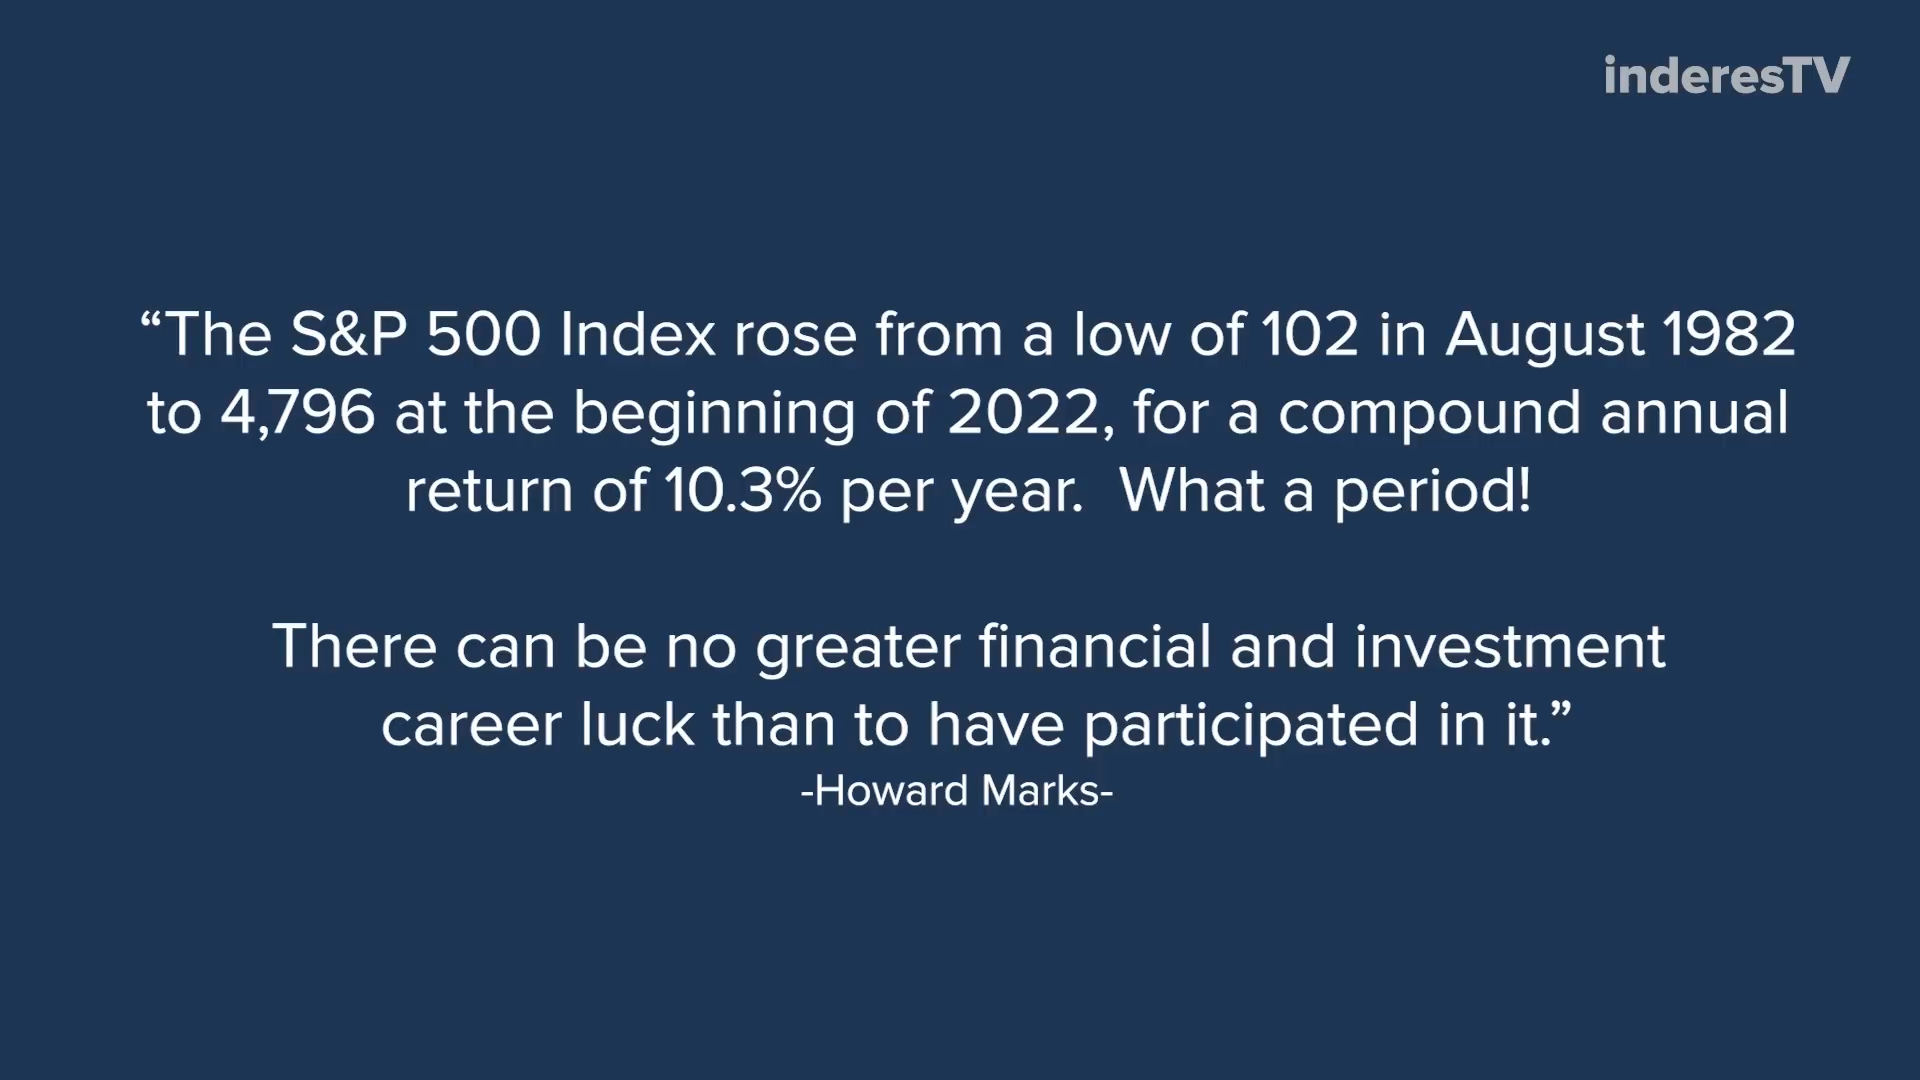 inderesTV
“The S&P 500 Index rose from a low of 102 in August 1982
to 4,796 at the beginning of 2022, for a compound annual
return of 10.3% per year.  What a period!
There can be no greater financial and investment
career luck than to have participated in it.”
-Howard Marks-